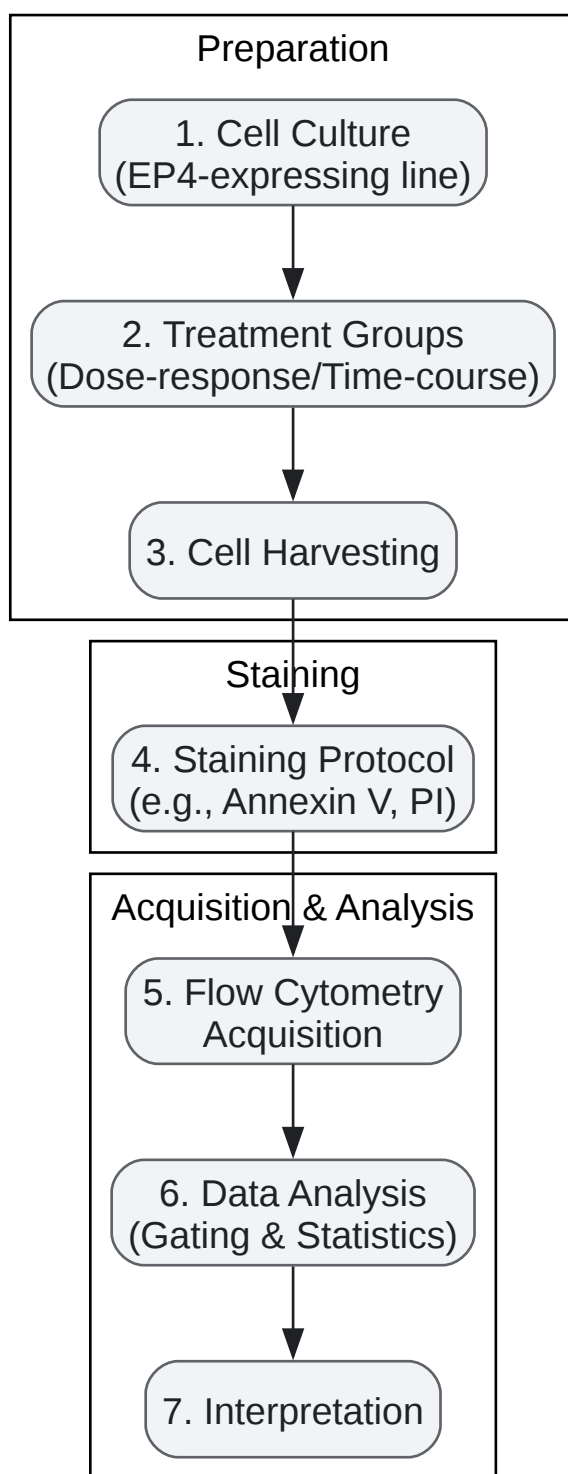 Preparation
1. Cell Culture
(EP4-expressing line)
2. Treatment Groups
(Dose-response/Time-course)
3. Cell Harvesting
Staining
4. Staining Protocol
(e.g., Annexin V, PI)
Acquisition & Analysis
5. Flow Cytometry
Acquisition
6. Data Analysis
(Gating & Statistics)
7. Interpretation